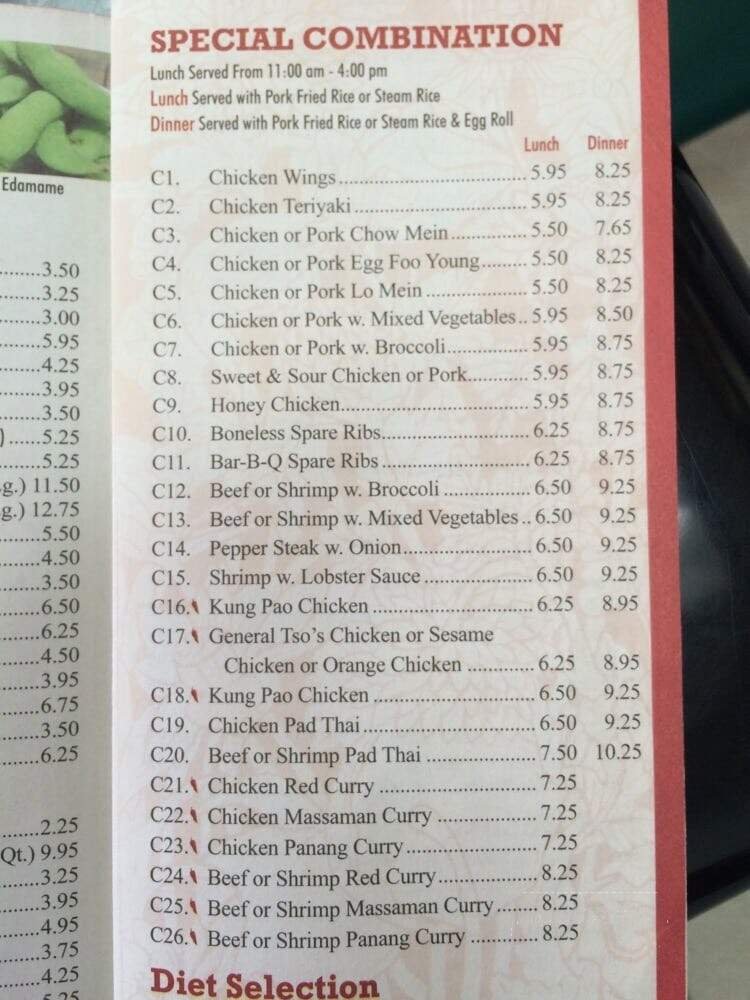 Edamame
3.50
3.25
3.00
5.95
4.25
3.95
3.50
) ......5.25
5.25
g.) 11.50
g.) 12.75
5.50
4.50
3.50
6.50
6.25
4.50
3.95
6.75
3.50
6.25
2.25
Qt.) 9.95
3.25
3.95
4.95
3.75
4.25
5.25
SPECIAL COMBINATION
Lunch Served From 11:00 am - 4:00 pm
Lunch Served with Pork Fried Rice or Steam Rice
Dinner Served with Pork Fried Rice or Steam Rice & Egg Roll
Lunch Dinner
C1. Chicken Wings 5.95 8.25
C2. Chicken Teriyaki 5.95 8.25
C3. Chicken or Pork Chow Mein 5.50 7.65
C4. Chicken or Pork Egg Foo Young 5.50 8.25
C5. Chicken or Pork Lo Mein 5.50 8.25
C6. Chicken or Pork w. Mixed Vegetables 5.95 8.50
C7. Chicken or Pork w. Broccoli 5.95 8.75
C8. Sweet & Sour Chicken or Pork 5.95 8.75
C9. Honey Chicken 5.95 8.75
C10. Boneless Spare Ribs 6.25 8.75
C11. Bar-B-Q Spare Ribs 6.25 8.75
C12. Beef or Shrimp w. Broccoli 6.50 9.25
C13. Beef or Shrimp w. Mixed Vegetables 6.50 9.25
C14. Pepper Steak w. Onion 6.50 9.25
C15. Shrimp w. Lobster Sauce 6.50 9.25
C16. Kung Pao Chicken 6.25 8.95
C17. General Tso's Chicken or Sesame
Chicken or Orange Chicken 6.25 8.95
C18. Kung Pao Chicken 6.50 9.25
C19. Chicken Pad Thai 6.50 9.25
C20. Beef or Shrimp Pad Thai 7.50 10.25
C21. Chicken Red Curry 7.25
C22. Chicken Massaman Curry 7.25
C23. Chicken Panang Curry 7.25
C24. Beef or Shrimp Red Curry 8.25
C25. Beef or Shrimp Massaman Curry 8.25
C26. Beef or Shrimp Panang Curry 8.25
Diet Selection